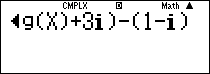 CMPLX D Math ▲
◀g(X)+3i)−(1−i)